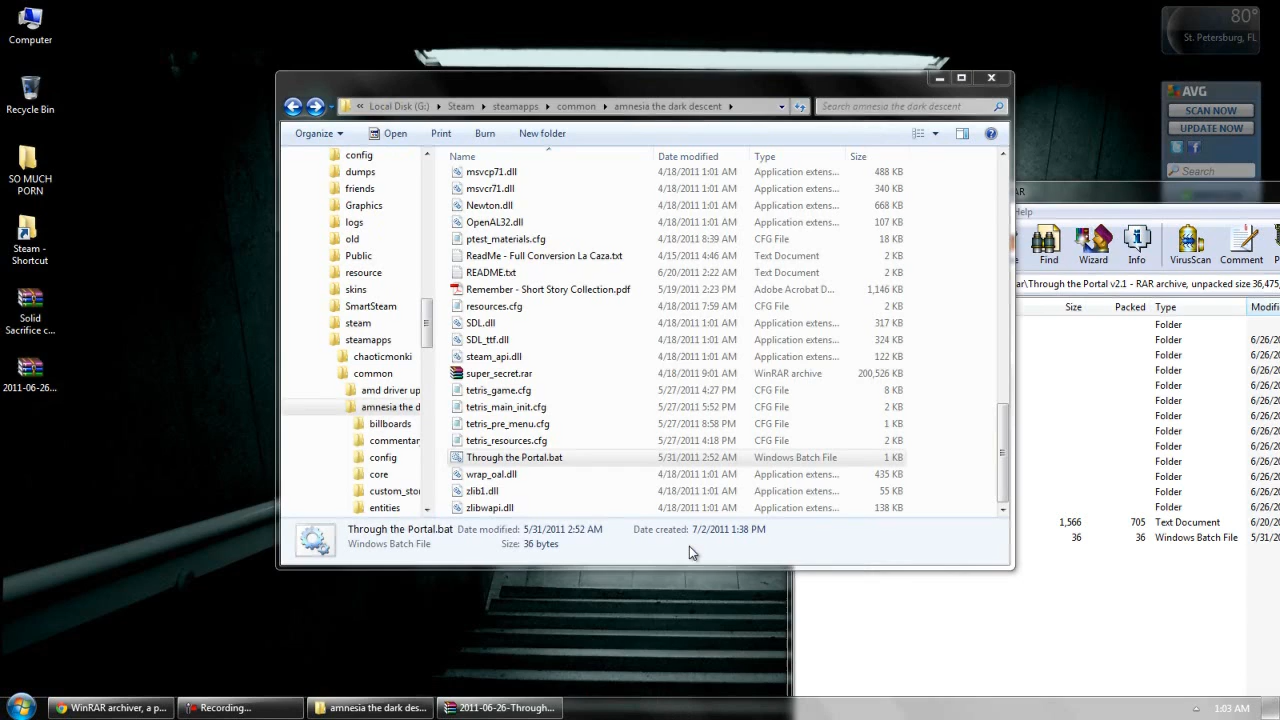 Computer
Recycle Bin
SO MUCH
PORN
Steam -
Shortcut
Solid
Sacrifice c...
2011-06-26...
80°
St. Petersburg, FL
AVG
SCAN NOW
UPDATE NOW
Search
« Local Disk (G:) Steam steamapps common amnesia the dark descent
Search amnesia the dark descent
Organize Open Print Burn New folder
config
dumps
friends
Graphics
logs
old
Public
resource
skins
SmartSteam
steam
steamapps
chaoticmonki
common
amd driver up
amnesia the d
billboards
commentar
config
core
custom_sto
entities
Name Date modified Type Size
msvcp71.dll 4/18/2011 1:01 AM Application extens... 488 KB
msvcr71.dll 4/18/2011 1:01 AM Application extens... 340 KB
Newton.dll 4/18/2011 1:01 AM Application extens... 668 KB
OpenAL32.dll 4/18/2011 1:01 AM Application extens... 107 KB
ptest_materials.cfg 4/18/2011 8:39 AM CFG File 18 KB
ReadMe - Full Conversion La Caza.txt 4/15/2011 4:46 AM Text Document 2 KB
README.txt 6/20/2011 2:22 AM Text Document 2 KB
Remember - Short Story Collection.pdf 5/19/2011 2:23 PM Adobe Acrobat D... 1,146 KB
resources.cfg 4/18/2011 7:59 AM CFG File 2 KB
SDL.dll 4/18/2011 1:01 AM Application extens... 317 KB
SDL_ttf.dll 4/18/2011 1:01 AM Application extens... 324 KB
steam_api.dll 4/18/2011 1:01 AM Application extens... 122 KB
super_secret.rar 4/18/2011 9:01 AM WinRAR archive 200,526 KB
tetris_game.cfg 5/27/2011 4:27 PM CFG File 8 KB
tetris_main_init.cfg 5/27/2011 5:52 PM CFG File 2 KB
tetris_pre_menu.cfg 5/27/2011 8:58 PM CFG File 1 KB
tetris_resources.cfg 5/27/2011 4:18 PM CFG File 2 KB
Through the Portal.bat 5/31/2011 2:52 AM Windows Batch File 1 KB
wrap_oal.dll 4/18/2011 1:01 AM Application extens... 435 KB
zlib1.dll 4/18/2011 1:01 AM Application extens... 55 KB
zlibwapi.dll 4/18/2011 1:01 AM Application extens... 138 KB
Through the Portal.bat Date modified: 5/31/2011 2:52 AM Date created: 7/2/2011 1:38 PM
Windows Batch File Size: 36 bytes
AR
Help
Find Wizard Info VirusScan Comment
ar\Through the Portal v2.1 - RAR archive, unpacked size 36,475,
Size Packed Type Modifi
Folder
Folder 6/26/20
Folder 6/26/20
Folder 6/26/20
Folder 6/26/20
Folder 6/26/20
Folder 6/26/20
Folder 6/26/20
Folder 6/26/20
Folder 6/26/20
Folder 6/26/20
Folder 6/26/20
Folder 6/26/20
1,566 705 Text Document 6/26/20
36 36 Windows Batch File 5/31/20
WinRAR archiver, a p... Recording... amnesia the dark des... 2011-06-26-Through... 1:03 AM